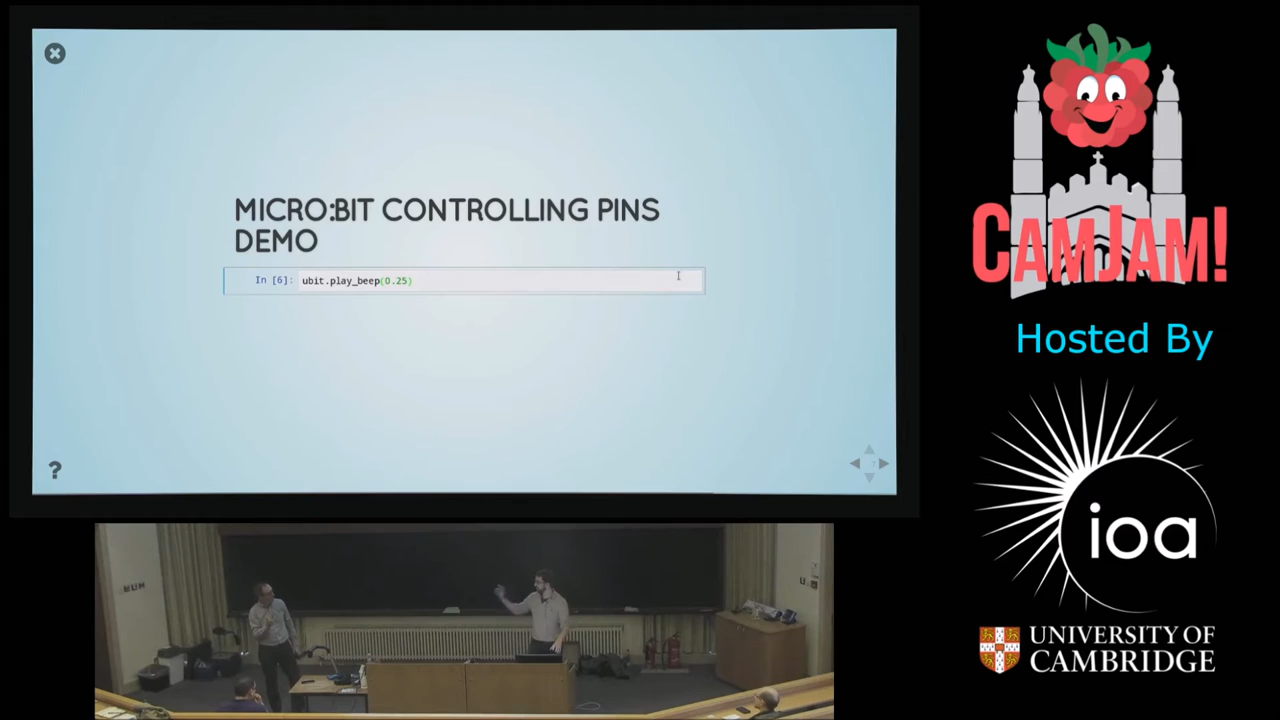 MICRO:BIT CONTROLLING PINS
DEMO
In [6]: ubit.play_beep(0.25)
?
CAMJAM!
Hosted By
ioa
UNIVERSITY OF
CAMBRIDGE